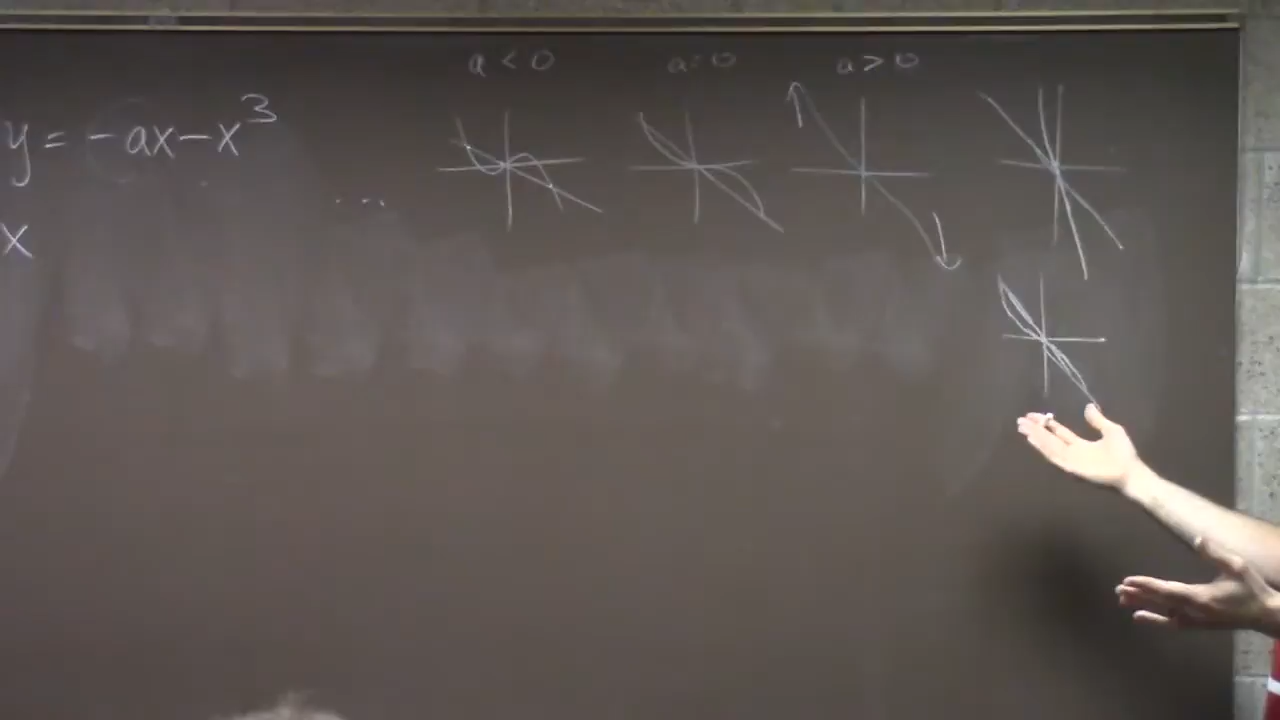 a < 0 a = 0 a > 0
y = -ax - x³
...
x